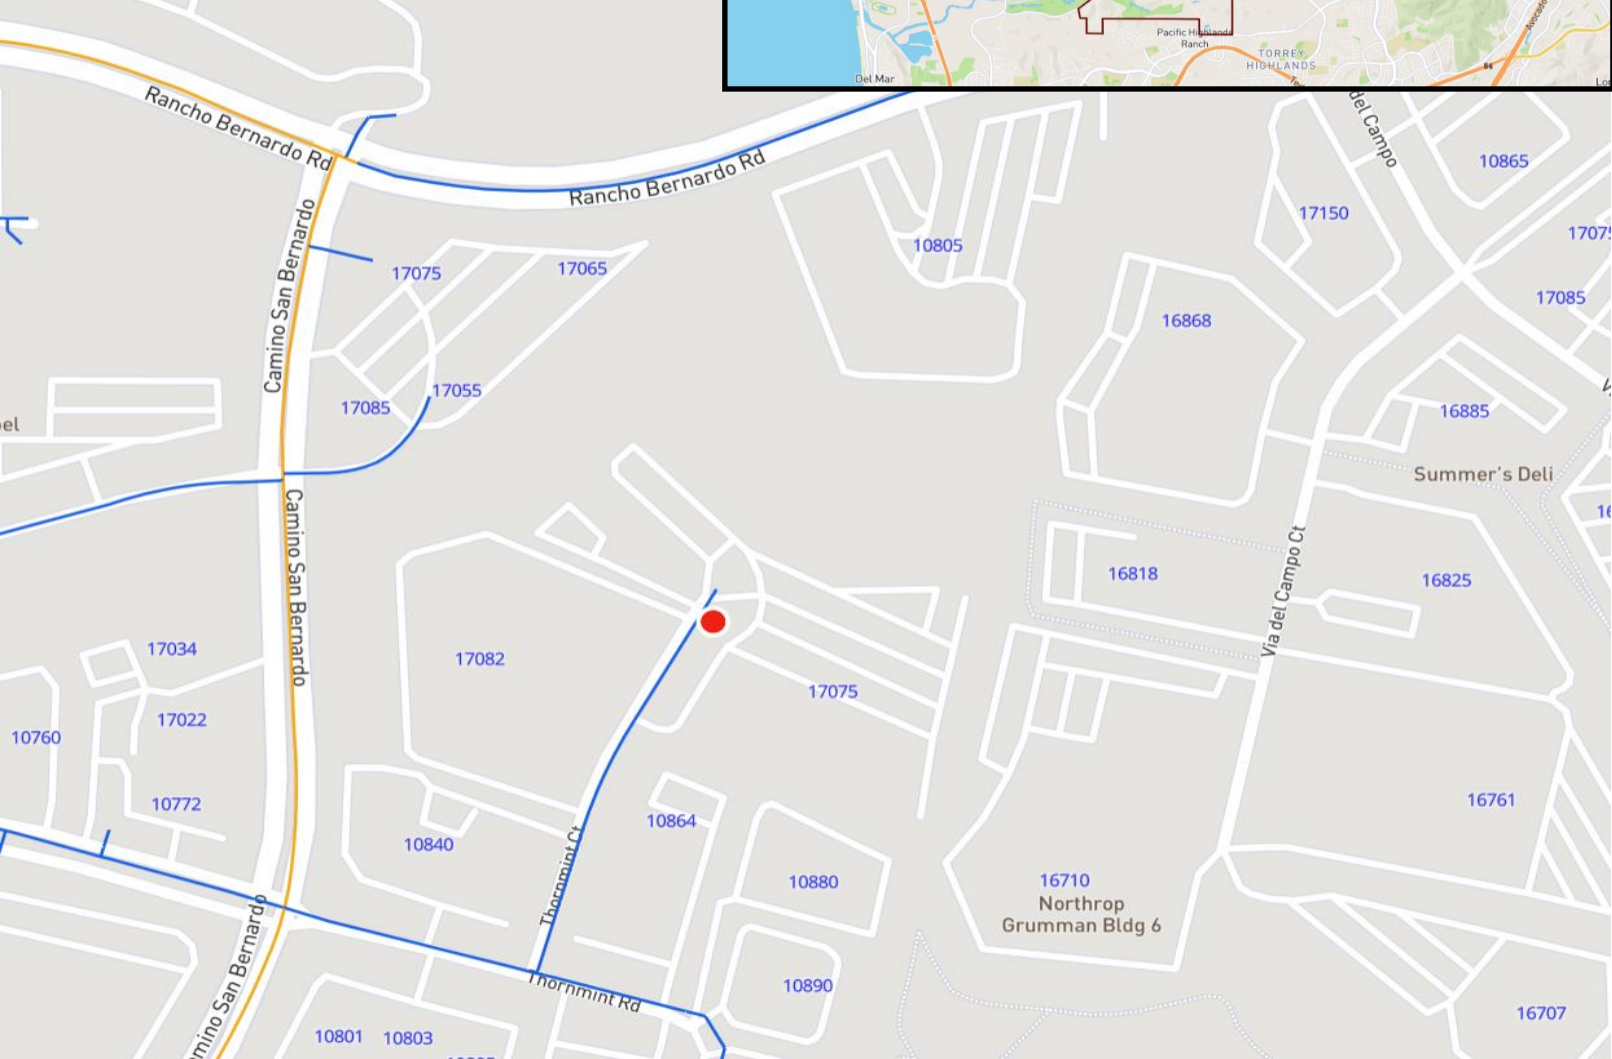 Pacific Highlands
Ranch
TORREY
HIGHLANDS
Del Mar
56
Avocado
Rancho Bernardo Rd
Rancho Bernardo Rd
del Campo
10865
17150
17075
17085
Camino San Bernardo
17075
17065
10805
16868
17085
17055
16885
Summer's Deli
Camino San Bernardo
16818
16825
Via del Campo Ct
17034
17082
17075
17022
10760
10772
10864
16761
10840
Thornmint Ct
10880
16710
Northrop
Grumman Bldg 6
Camino San Bernardo
Thornmint Rd
10890
10801
10803
16707